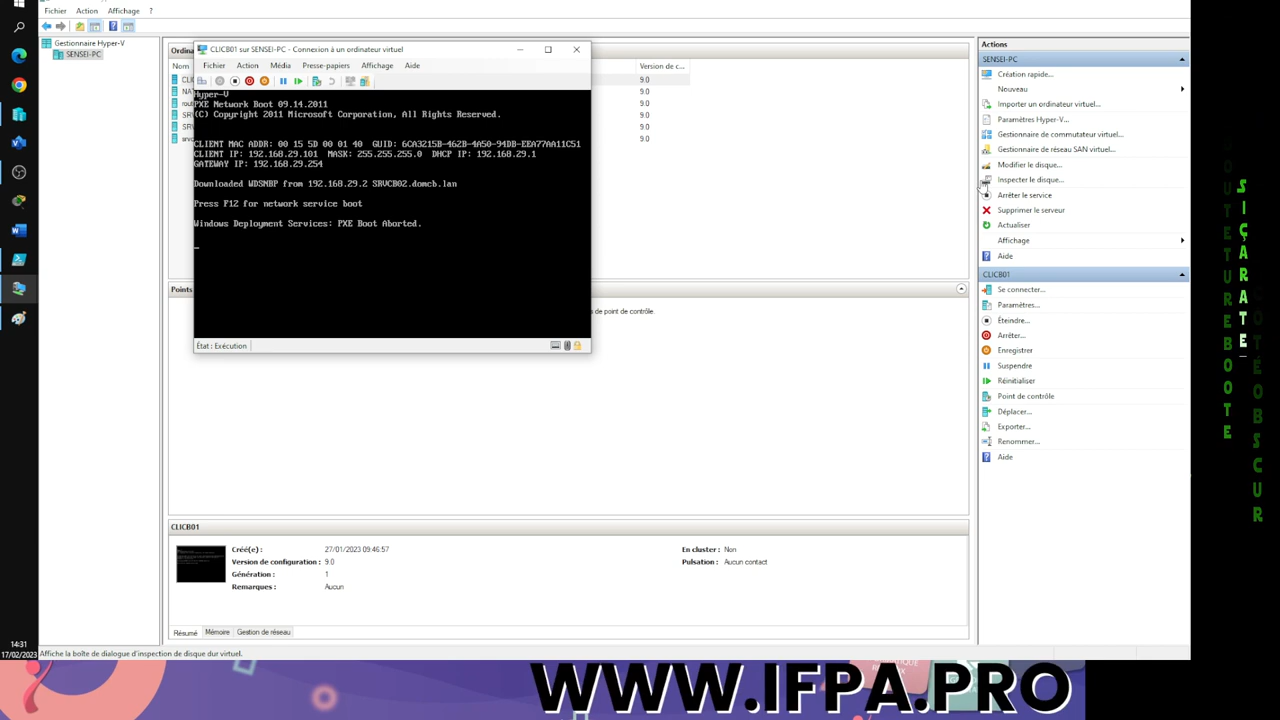 Fichier Action Affichage ?
Gestionnaire Hyper-V
SENSEI-PC
Nom
Version de c...
9.0
9.0
9.0
9.0
9.0
9.0
CLICB01 sur SENSEI-PC - Connexion à un ordinateur virtuel
Fichier Action Média Presse-papiers Affichage Aide
Hyper-V
PXE Network Boot 09.14.2011
(C) Copyright 2011 Microsoft Corporation, All Rights Reserved.
CLIENT MAC ADDR: 00 15 5D 00 01 40 GUID: 6CA3215B-462B-4A50-94DB-EEA77AA11C51
CLIENT IP: 192.168.29.101 MASK: 255.255.255.0 DHCP IP: 192.168.29.1
GATEWAY IP: 192.168.29.254
Downloaded WDSNBP from 192.168.29.2 SRVCB02.domcb.lan
Press F12 for network service boot
Windows Deployment Services: PXE Boot Aborted.
État : Exécution
Points
de point de contrôle.
CLICB01
Créé(e) : 27/01/2023 09:46:57
Version de configuration : 9.0
Génération : 1
Remarques : Aucun
En cluster : Non
Pulsation : Aucun contact
Résumé Mémoire Gestion de réseau
Actions
SENSEI-PC
Création rapide...
Nouveau
Importer un ordinateur virtuel...
Paramètres Hyper-V...
Gestionnaire de commutateur virtuel...
Gestionnaire de réseau SAN virtuel...
Modifier le disque...
Inspecter le disque...
Arrêter le service
Supprimer le serveur
Actualiser
Affichage
Aide
CLICB01
Se connecter...
Paramètres...
Éteindre...
Arrêter...
Enregistrer
Suspendre
Réinitialiser
Point de contrôle
Déplacer...
Exporter...
Renommer...
Aide
14:31
17/02/2023
Affiche la boîte de dialogue d'inspection de disque dur virtuel.
SIÇARATE_
OUTETUREBOOTE
COTÉOBSCUR
WWW.IFPA.PRO